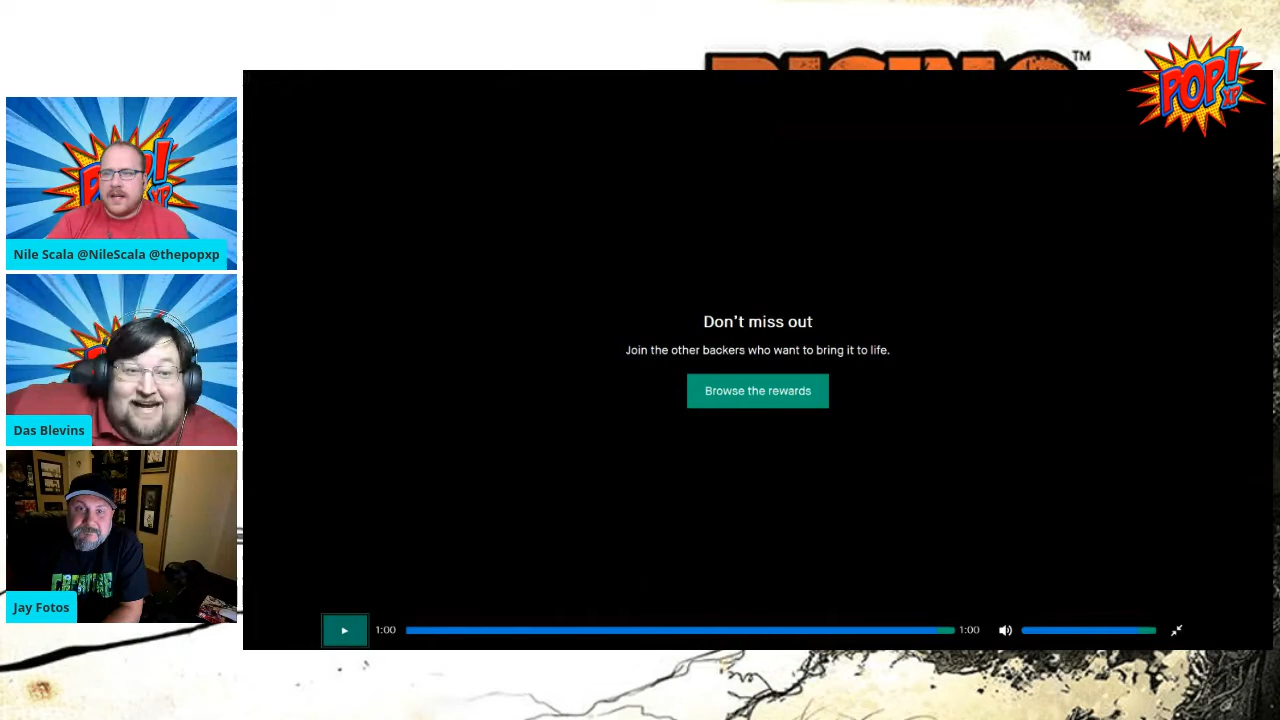 RISING™
POP!
XP
Nile Scala @NileScala @thepopxp
Das Blevins
Jay Fotos
Don't miss out
Join the other backers who want to bring it to life.
Browse the rewards
1:00
1:00